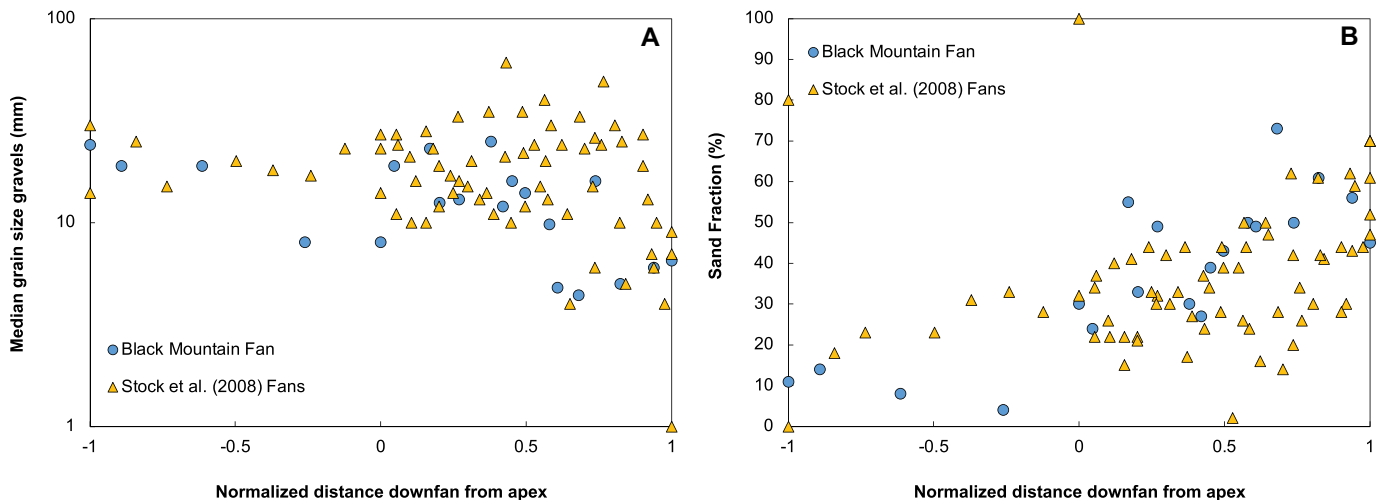 A
100
10
1
-1
-0.5
0
0.5
1
Median grain size gravels (mm)
Normalized distance downfan from apex
Black Mountain Fan
Stock et al. (2008) Fans
B
100
90
80
70
60
50
40
30
20
10
0
-1
-0.5
0
0.5
1
Sand Fraction (%)
Normalized distance downfan from apex
Black Mountain Fan
Stock et al. (2008) Fans